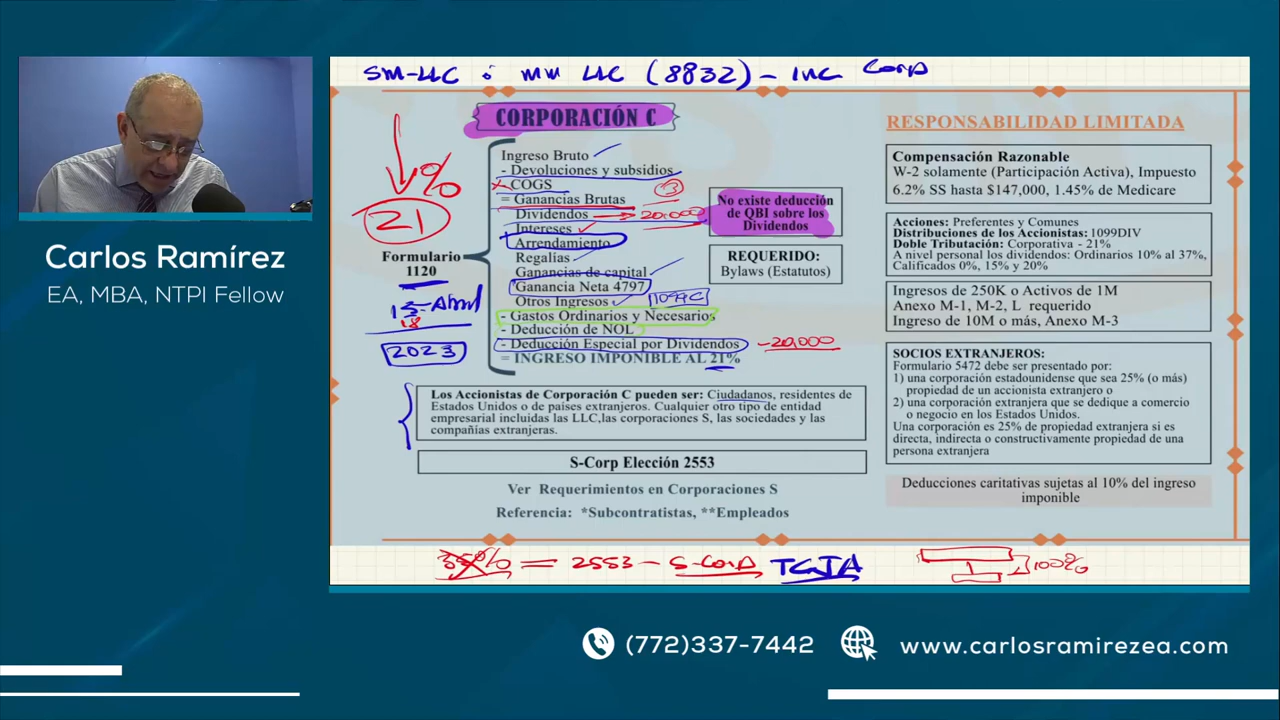 SM-LLC ó MM LLC (8832) - INC Corp
CORPORACIÓN C
Ingreso Bruto
- Devoluciones y subsidios
- COGS
= Ganancias Brutas
3
Dividendos
20,000
Intereses
Arrendamiento
Regalías
Ganancias de capital
Ganancia Neta 4797
Otros Ingresos
1099C
- Gastos Ordinarios y Necesarios
- Deducción de NOL
- Deducción Especial por Dividendos
-20,000
= INGRESO IMPONIBLE AL 21%
%
21
Formulario
1120
15 Abril
18
2023
No existe deducción
de QBI sobre los
Dividendos
REQUERIDO:
Bylaws (Estatutos)
Los Accionistas de Corporación C pueden ser: Ciudadanos, residentes de
Estados Unidos o de paises extranjeros. Cualquier otro tipo de entidad
empresarial incluidas las LLC,las corporaciones S, las sociedades y las
compañias extranjeras.
S-Corp Elección 2553
Ver Requerimientos en Corporaciones S
Referencia: *Subcontratistas, **Empleados
35% = 2553 - S-Corp TCJA
100%
RESPONSABILIDAD LIMITADA
Compensación Razonable
W-2 solamente (Participación Activa), Impuesto
6.2% SS hasta $147,000, 1.45% de Medicare
Acciones: Preferentes y Comunes
Distribuciones de los Accionistas: 1099DIV
Doble Tributación: Corporativa - 21%
A nivel personal los dividendos: Ordinarios 10% al 37%,
Calificados 0%, 15% y 20%
Ingresos de 250K o Activos de 1M
Anexo M-1, M-2, L requerido
Ingreso de 10M o más, Anexo M-3
SOCIOS EXTRANJEROS:
Formulario 5472 debe ser presentado por:
1) una corporación estadounidense que sea 25% (o más)
propiedad de un accionista extranjero o
2) una corporación extranjera que se dedique a comercio
o negocio en los Estados Unidos.
Una corporación es 25% de propiedad extranjera si es
directa, indirecta o constructivamente propiedad de una
persona extranjera
Deducciones caritativas sujetas al 10% del ingreso
imponible
Carlos Ramírez
EA, MBA, NTPI Fellow
(772)337-7442
www.carlosramirezea.com